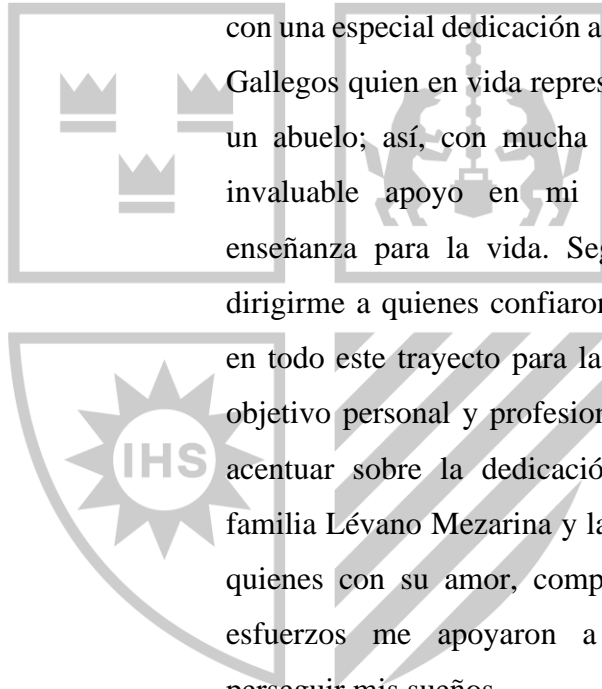 con una especial dedicación a
Gallegos quien en vida repres
un abuelo; así, con mucha
invaluable apoyo en mi
enseñanza para la vida. Seg
dirigirme a quienes confiaron
en todo este trayecto para la
objetivo personal y profesion
IHS
acentuar sobre la dedicació
familia Lévano Mezarina y la
quienes con su amor, comp
esfuerzos me apoyaron a
perseguir mis sueños